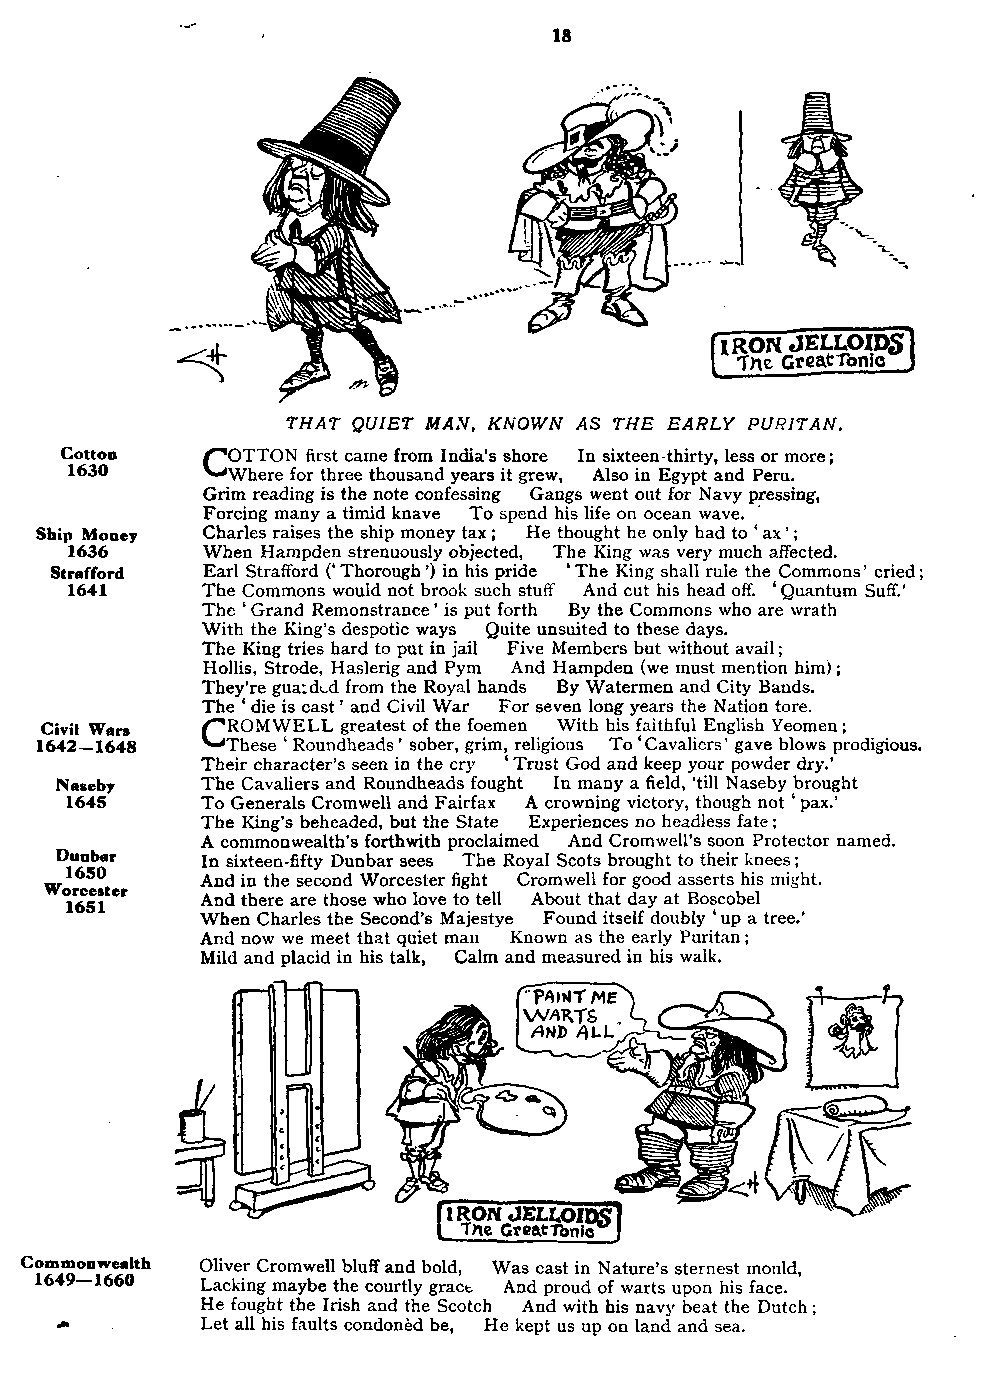 18
IRON JELLOIDS
The Great Tonic
THAT QUIET MAN, KNOWN AS THE EARLY PURITAN.
Cotton
1630
COTTON first came from India's shore In sixteen-thirty, less or more;
Where for three thousand years it grew, Also in Egypt and Peru.
Grim reading is the note confessing Gangs went out for Navy pressing,
Forcing many a timid knave To spend his life on ocean wave.
Ship Money
1636
Charles raises the ship money tax; He thought he only had to 'ax';
When Hampden strenuously objected, The King was very much affected.
Strafford
1641
Earl Strafford ('Thorough') in his pride 'The King shall rule the Commons' cried;
The Commons would not brook such stuff And cut his head off. 'Quantum Suff.'
The 'Grand Remonstrance' is put forth By the Commons who are wrath
With the King's despotic ways Quite unsuited to these days.
The King tries hard to put in jail Five Members but without avail;
Hollis, Strode, Haslerig and Pym And Hampden (we must mention him);
They're guarded from the Royal hands By Watermen and City Bands.
The 'die is cast' and Civil War For seven long years the Nation tore.
Civil Wars
1642—1648
CROMWELL greatest of the foemen With his faithful English Yeomen;
These 'Roundheads' sober, grim, religious To 'Cavaliers' gave blows prodigious.
Their character's seen in the cry 'Trust God and keep your powder dry.'
Naseby
1645
The Cavaliers and Roundheads fought In many a field, 'till Naseby brought
To Generals Cromwell and Fairfax A crowning victory, though not 'pax.'
The King's beheaded, but the State Experiences no headless fate;
A commonwealth's forthwith proclaimed And Cromwell's soon Protector named.
Dunbar
1650
In sixteen-fifty Dunbar sees The Royal Scots brought to their knees;
And in the second Worcester fight Cromwell for good asserts his might.
Worcester
1651
And there are those who love to tell About that day at Boscobel
When Charles the Second's Majestye Found itself doubly 'up a tree.'
And now we meet that quiet man Known as the early Puritan;
Mild and placid in his talk, Calm and measured in his walk.
"PAINT ME
WARTS
AND ALL"
IRON JELLOIDS
The Great Tonic
Commonwealth
1649—1660
Oliver Cromwell bluff and bold, Was cast in Nature's sternest mould,
Lacking maybe the courtly grace And proud of warts upon his face.
He fought the Irish and the Scotch And with his navy beat the Dutch;
Let all his faults condonèd be, He kept us up on land and sea.